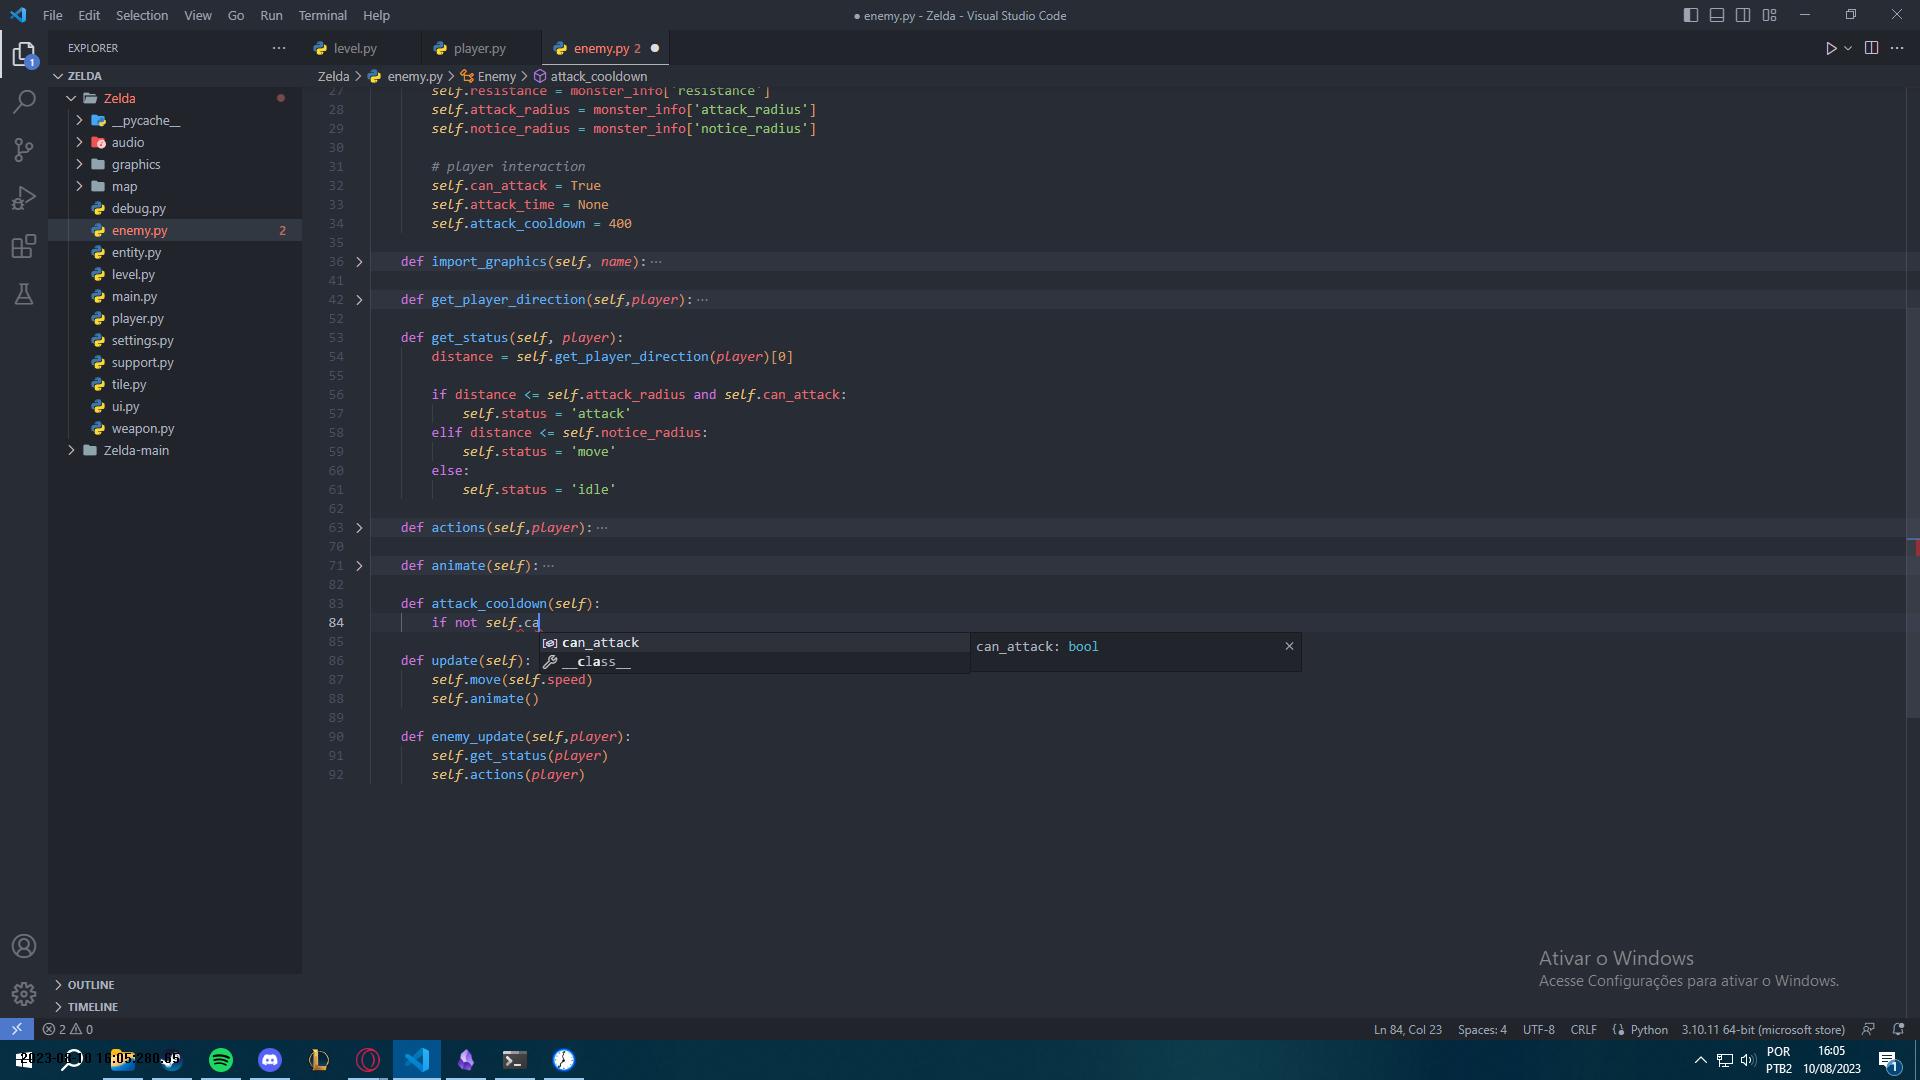 File Edit Selection View Go Run Terminal Help
● enemy.py - Zelda - Visual Studio Code
EXPLORER
level.py
player.py
enemy.py 2
ZELDA
Zelda > enemy.py > Enemy > attack_cooldown
Zelda
__pycache__
audio
graphics
map
debug.py
enemy.py 2
entity.py
level.py
main.py
player.py
settings.py
support.py
tile.py
ui.py
weapon.py
Zelda-main
OUTLINE
TIMELINE
27 self.resistance = monster_info['resistance']
28 self.attack_radius = monster_info['attack_radius']
29 self.notice_radius = monster_info['notice_radius']
30
31 # player interaction
32 self.can_attack = True
33 self.attack_time = None
34 self.attack_cooldown = 400
35
36 def import_graphics(self, name):···
41
42 def get_player_direction(self,player):···
52
53 def get_status(self, player):
54 distance = self.get_player_direction(player)[0]
55
56 if distance <= self.attack_radius and self.can_attack:
57 self.status = 'attack'
58 elif distance <= self.notice_radius:
59 self.status = 'move'
60 else:
61 self.status = 'idle'
62
63 def actions(self,player):···
70
71 def animate(self):···
82
83 def attack_cooldown(self):
84 if not self.ca
can_attack
__class__
can_attack: bool
85
86 def update(self):
87 self.move(self.speed)
88 self.animate()
89
90 def enemy_update(self,player):
91 self.get_status(player)
92 self.actions(player)
Ativar o Windows
Acesse Configurações para ativar o Windows.
1
2 0
Ln 84, Col 23 Spaces: 4 UTF-8 CRLF Python 3.10.11 64-bit (microsoft store)
POR
PTB2
16:05
10/08/2023
1